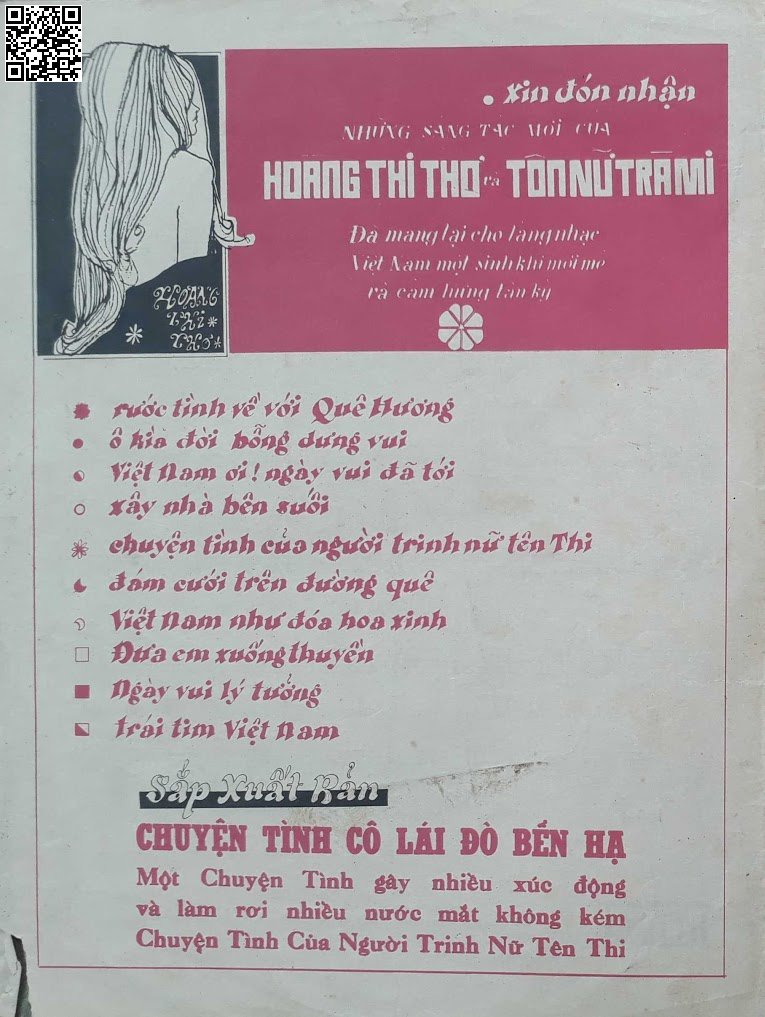 • Xin đón nhận
NHỮNG SÁNG TÁC MỚI CỦA
HOÀNG THI THƠ và TÔN NỮ TRÀ MI
Đã mang lại cho làng nhạc
Việt Nam một sinh khí mới mẻ
và cảm hứng tân kỳ
HOÀNG
THI
THƠ
rước tình về với Quê Hương
ô kìa đời bỗng dưng vui
Việt Nam ơi! ngày vui đã tới
xây nhà bên suối
chuyện tình của người trinh nữ tên Thi
đám cưới trên đường quê
Việt Nam như đóa hoa xinh
Đưa em xuống thuyền
Ngày vui lý tưởng
trái tim Việt Nam
Sắp Xuất Bản
CHUYỆN TÌNH CÔ LÁI ĐÒ BẾN HẠ
Một Chuyện Tình gây nhiều xúc động
và làm rơi nhiều nước mắt không kém
Chuyện Tình Của Người Trinh Nữ Tên Thi